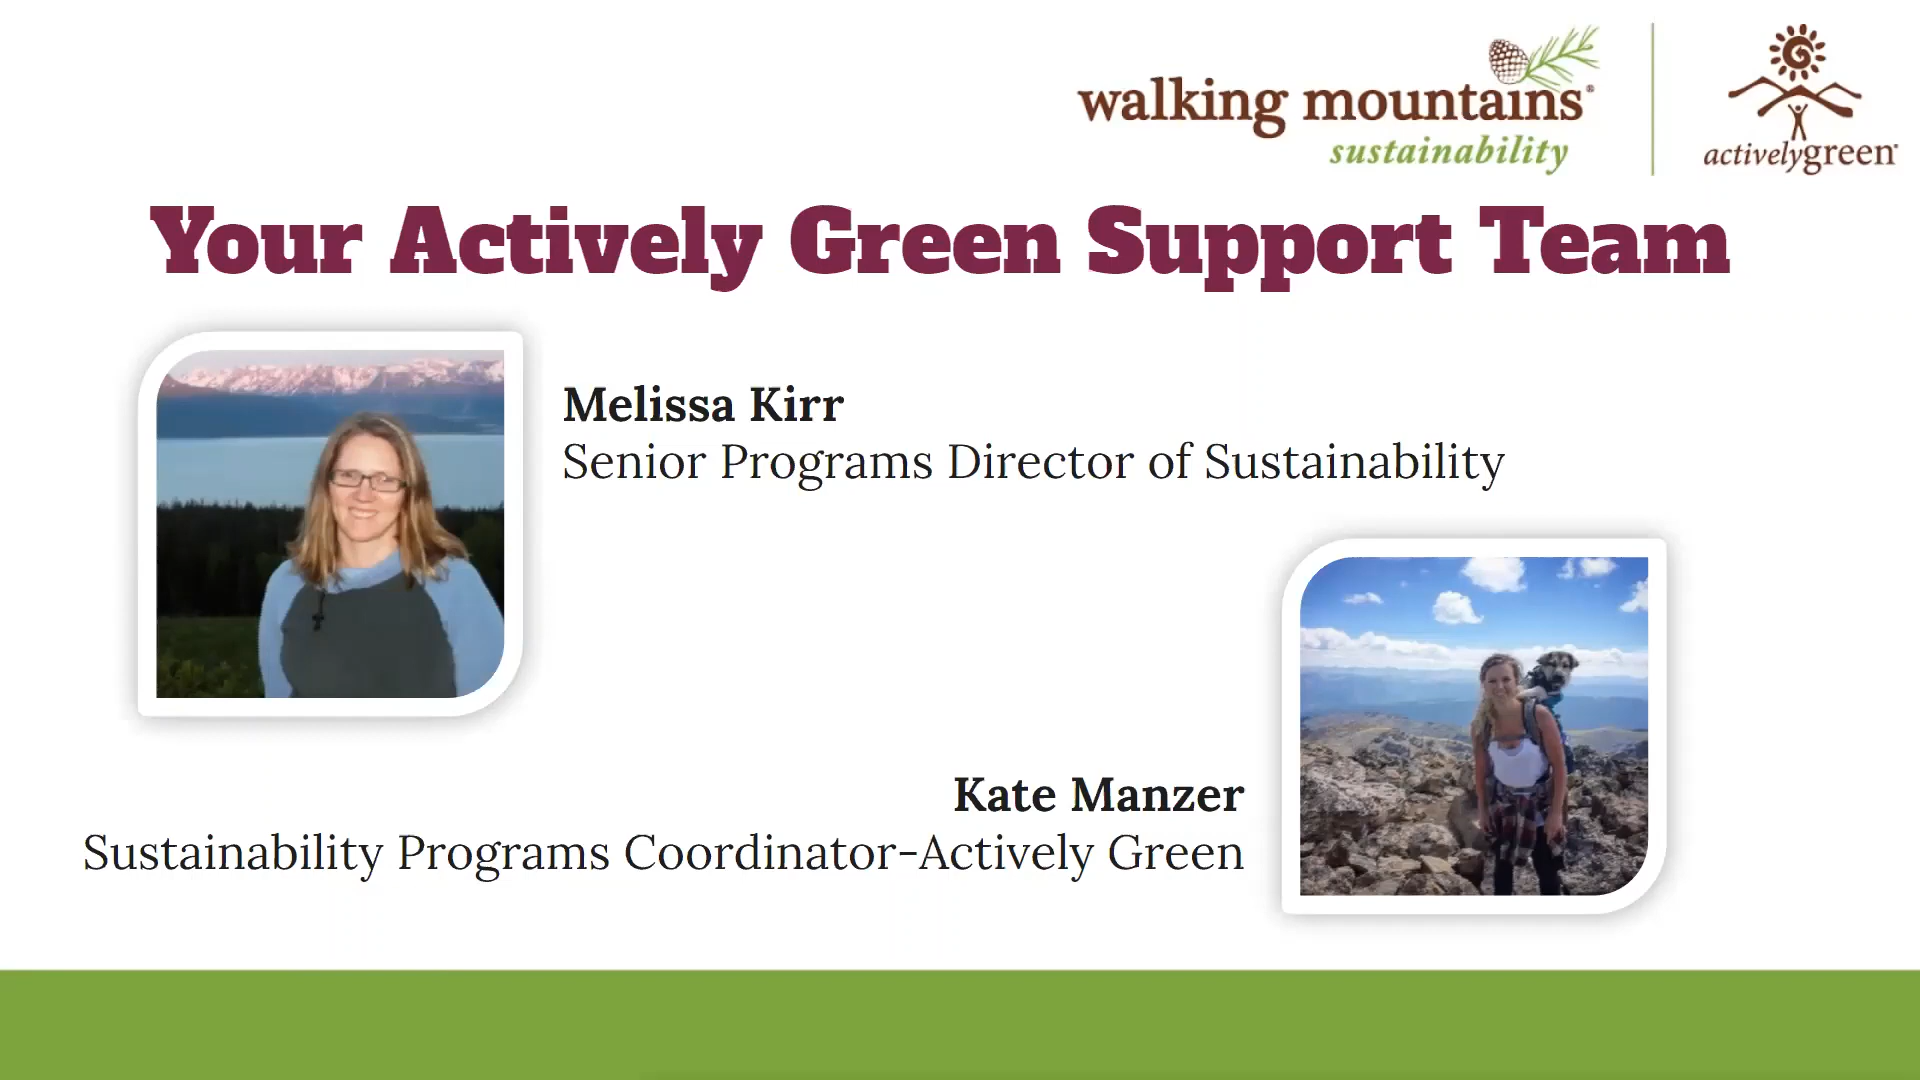 walking mountains®
sustainability
activelygreen
Your Actively Green Support Team
Melissa Kirr
Senior Programs Director of Sustainability
Kate Manzer
Sustainability Programs Coordinator-Actively Green